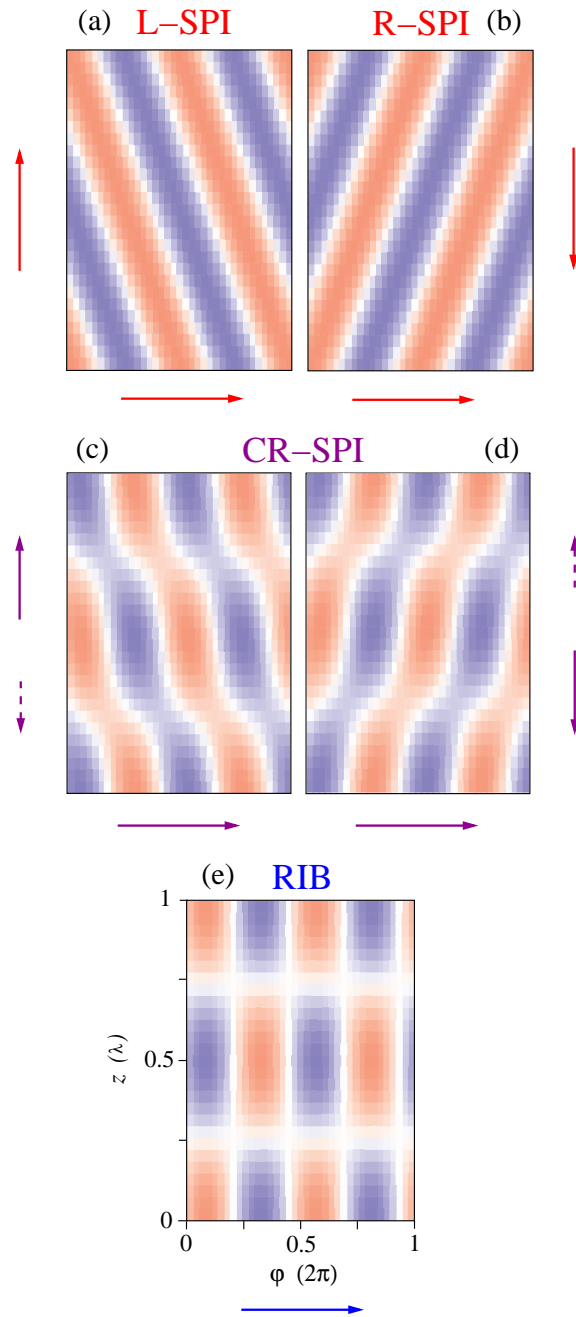 (a) L–SPI R–SPI (b)
(c) CR–SPI (d)
(e) RIB
1
0.5
0
z (λ)
0 0.5 1
φ (2π)